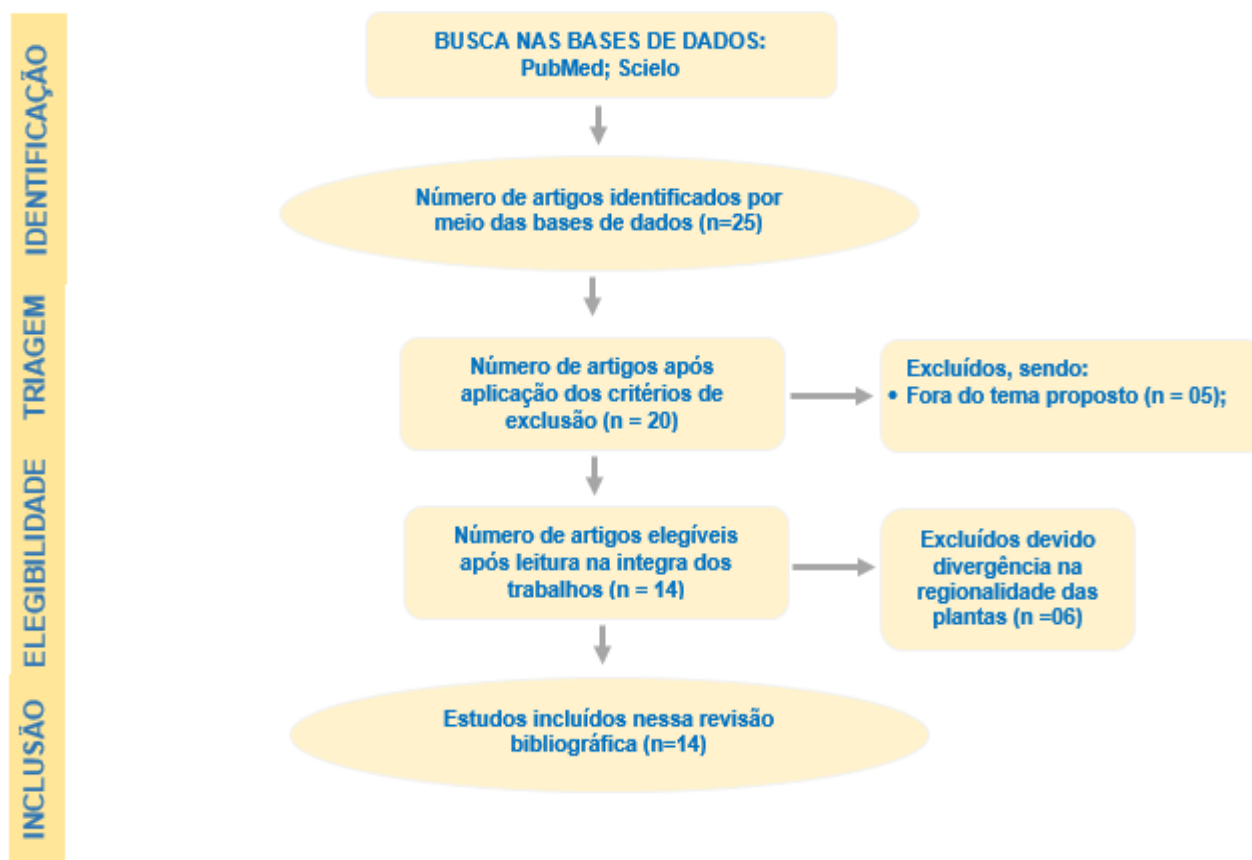 IDENTIFICAÇÃO
BUSCA NAS BASES DE DADOS:
PubMed; Scielo
Número de artigos identificados por
meio das bases de dados (n=25)
TRIAGEM
Número de artigos após
aplicação dos critérios de
exclusão (n = 20)
Excluídos, sendo:
• Fora do tema proposto (n = 05);
ELEGIBILIDADE
Número de artigos elegíveis
após leitura na integra dos
trabalhos (n = 14)
Excluídos devido
divergência na
regionalidade das
plantas (n =06)
INCLUSÃO
Estudos incluídos nessa revisão
bibliográfica (n=14)